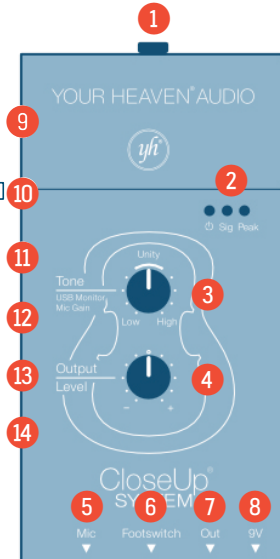 1
YOUR HEAVEN® AUDIO
9
yh®
2
10
Sig Peak
11
Unity
Tone
USB Monitor
Mic Gain
3
12
Low High
13
Output
Level
4
14
- +
CloseUp®
SYSTEM
5 6 7 8
Mic Footswitch Out 9V